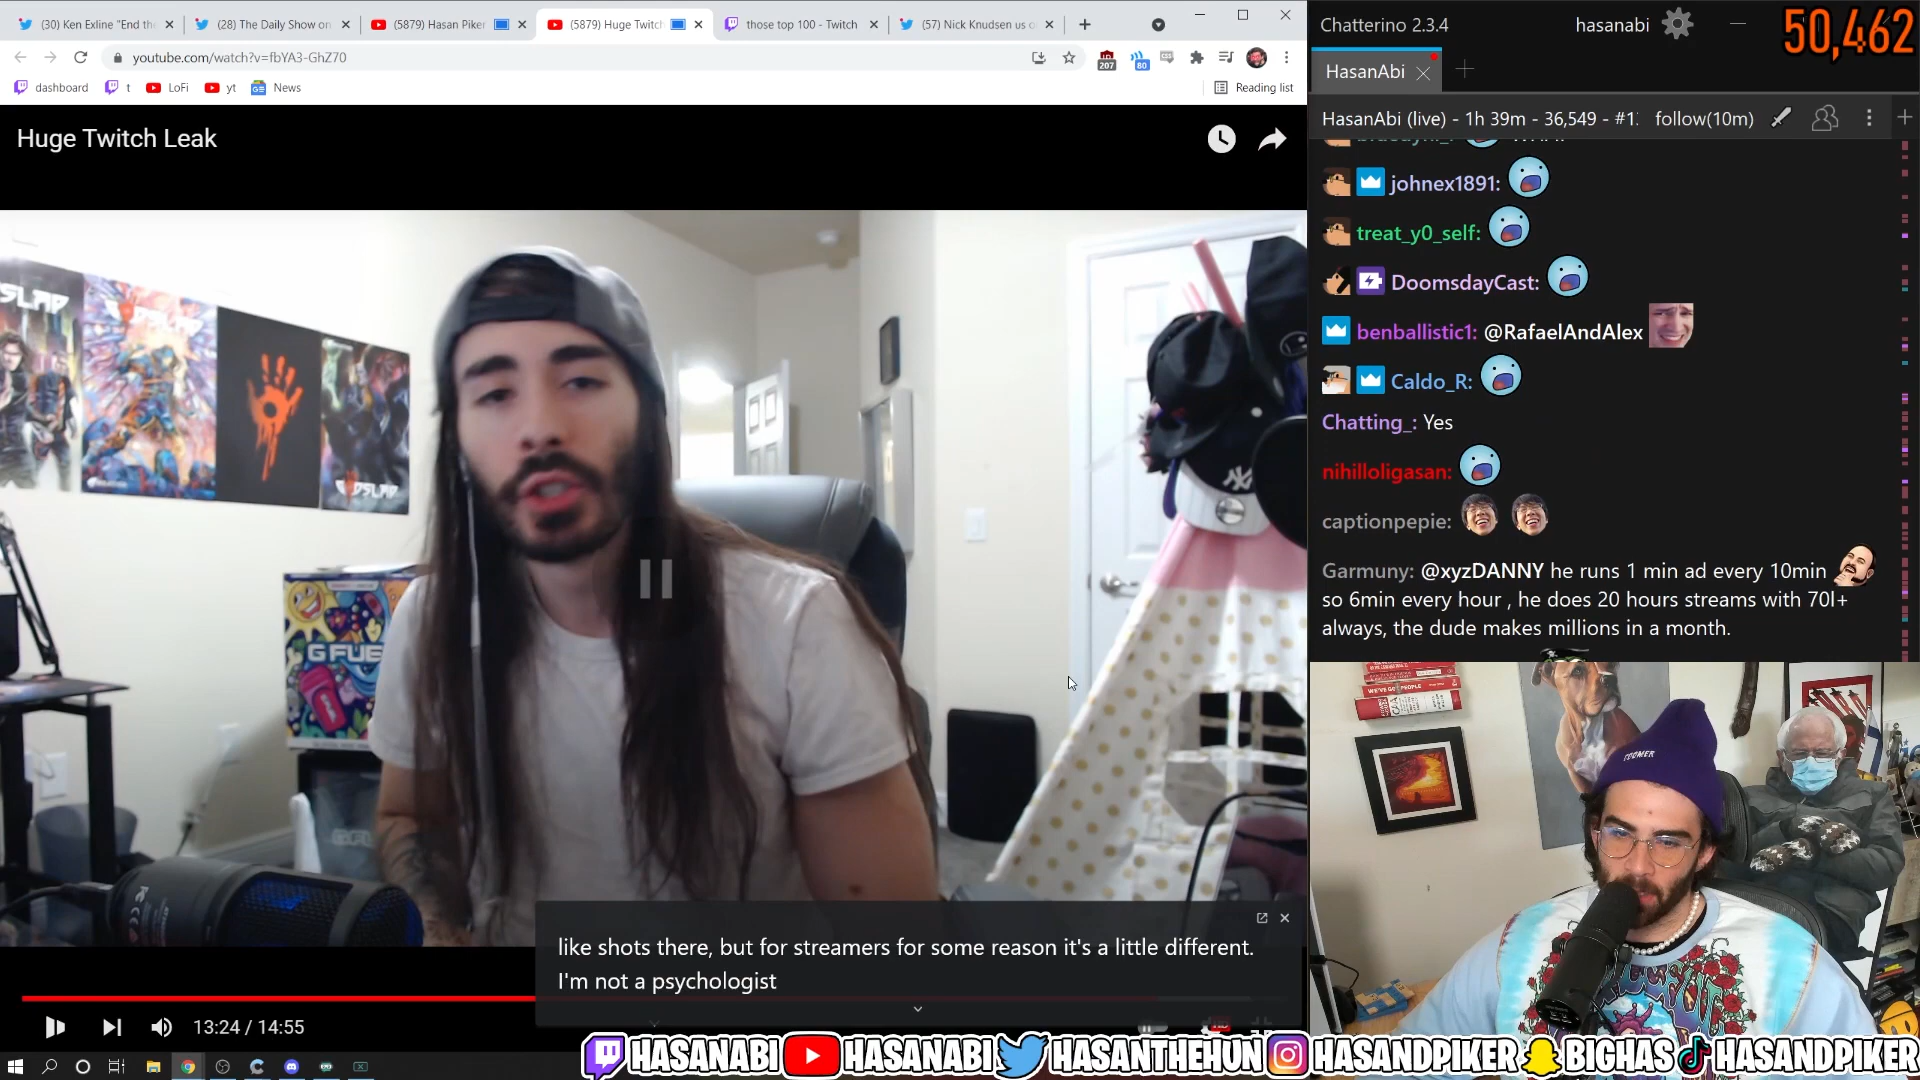 (30) Ken Exline "End the
(28) The Daily Show on
(5879) Hasan Piker
(5879) Huge Twitch
those top 100 - Twitch
(57) Nick Knudsen us o
youtube.com/watch?v=fbYA3-GhZ70
207
80
dashboard
t
LoFi
yt
News
Reading list
Huge Twitch Leak
G FUEL
like shots there, but for streamers for some reason it's a little different.
I'm not a psychologist
13:24 / 14:55
Chatterino 2.3.4
hasanabi
50,462
HasanAbi
HasanAbi (live) - 1h 39m - 36,549 - #1:
follow(10m)
johnex1891:
treat_y0_self:
DoomsdayCast:
benballistic1: @RafaelAndAlex
Caldo_R:
Chatting_: Yes
nihilloligasan:
captionpepie:
Garmuny: @xyzDANNY he runs 1 min ad every 10min
so 6min every hour , he does 20 hours streams with 70l+
always, the dude makes millions in a month.
HASANABI
HASANABI
HASANTHEHUN
HASANDPIKER
BIGHAS
HASANDPIKER